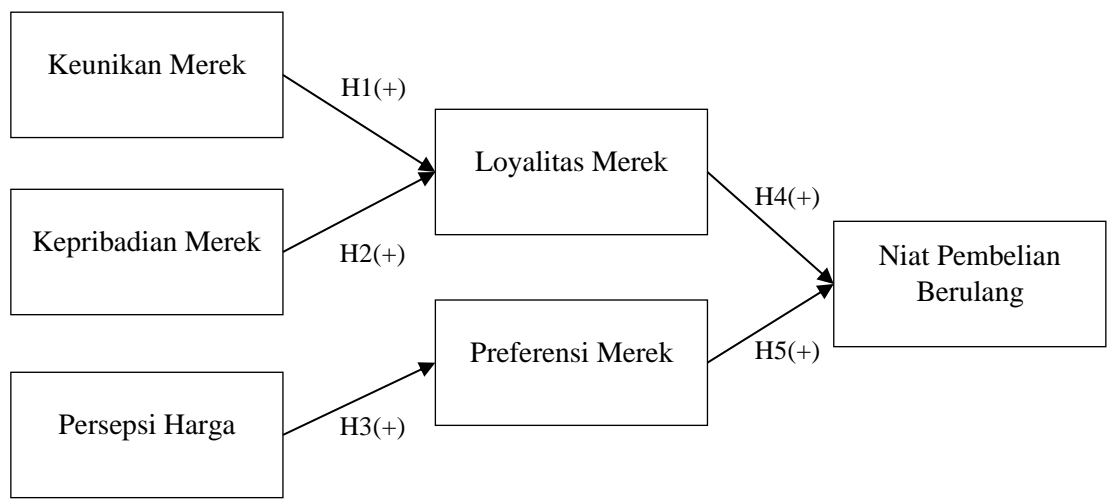 Keunikan Merek
H1(+)
Loyalitas Merek
Kepribadian Merek
H2(+)
H4(+)
Niat Pembelian
Berulang
Preferensi Merek
H5(+)
Persepsi Harga
H3(+)